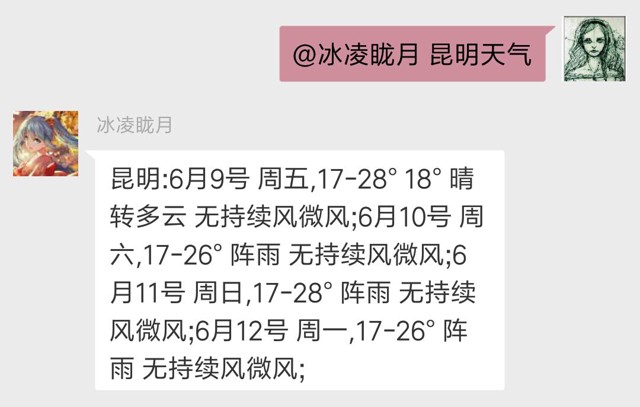 @冰凌眬月 昆明天气
冰凌眬月
昆明:6月9号 周五,17-28° 18° 晴
转多云 无持续风微风;6月10号 周
六,17-26° 阵雨 无持续风微风;6
月11号 周日,17-28° 阵雨 无持续
风微风;6月12号 周一,17-26° 阵
雨 无持续风微风;